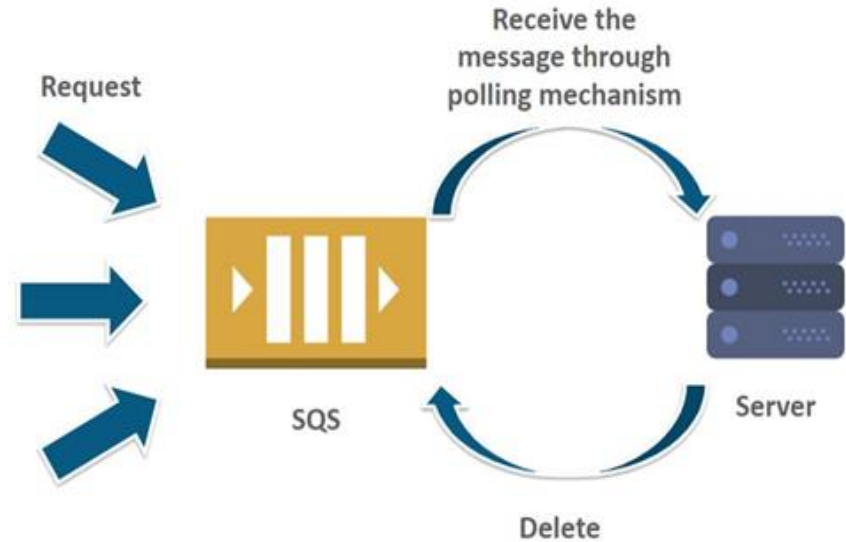 Request
Receive the
message through
polling mechanism
SQS
Server
Delete